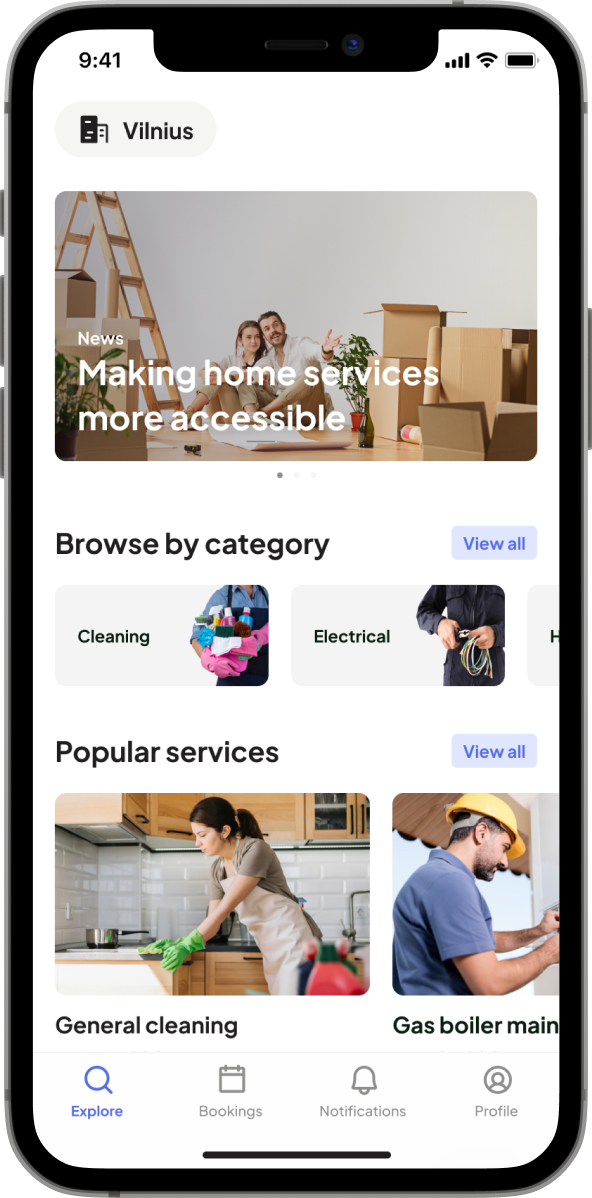 9:41
Vilnius
News
Making home services
more accessible
Browse by category
View all
Cleaning
Electrical
H
Popular services
View all
General cleaning
Gas boiler main
Explore
Bookings
Notifications
Profile